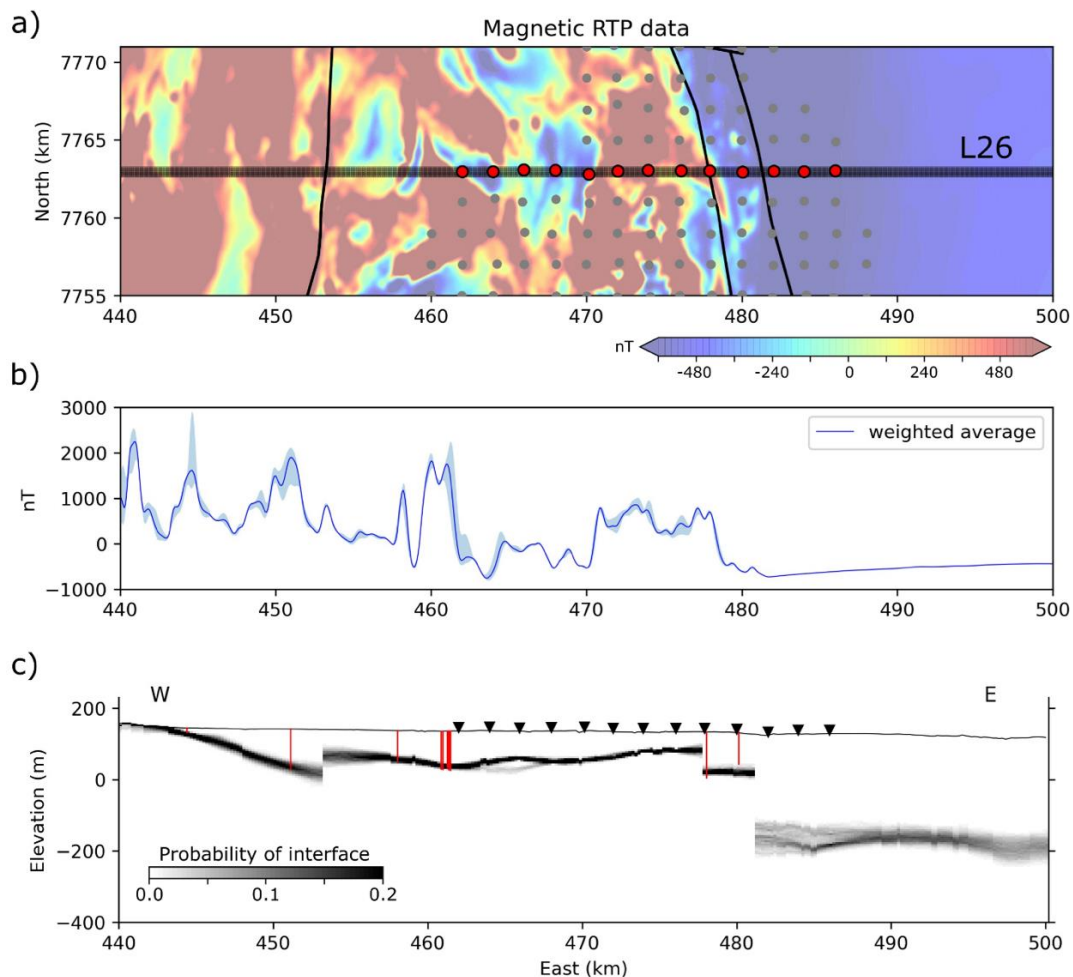 a)
Magnetic RTP data
North (km)
7770
7765
7760
7755
L26
440 450 460 470 480 490 500
nT
-480 -240 0 240 480
b)
nT
3000
2000
1000
0
-1000
weighted average
440 450 460 470 480 490 500
c)
W E
Elevation (m)
200
0
-200
-400
Probability of interface
0.0 0.1 0.2
440 450 460 470 480 490 500
East (km)